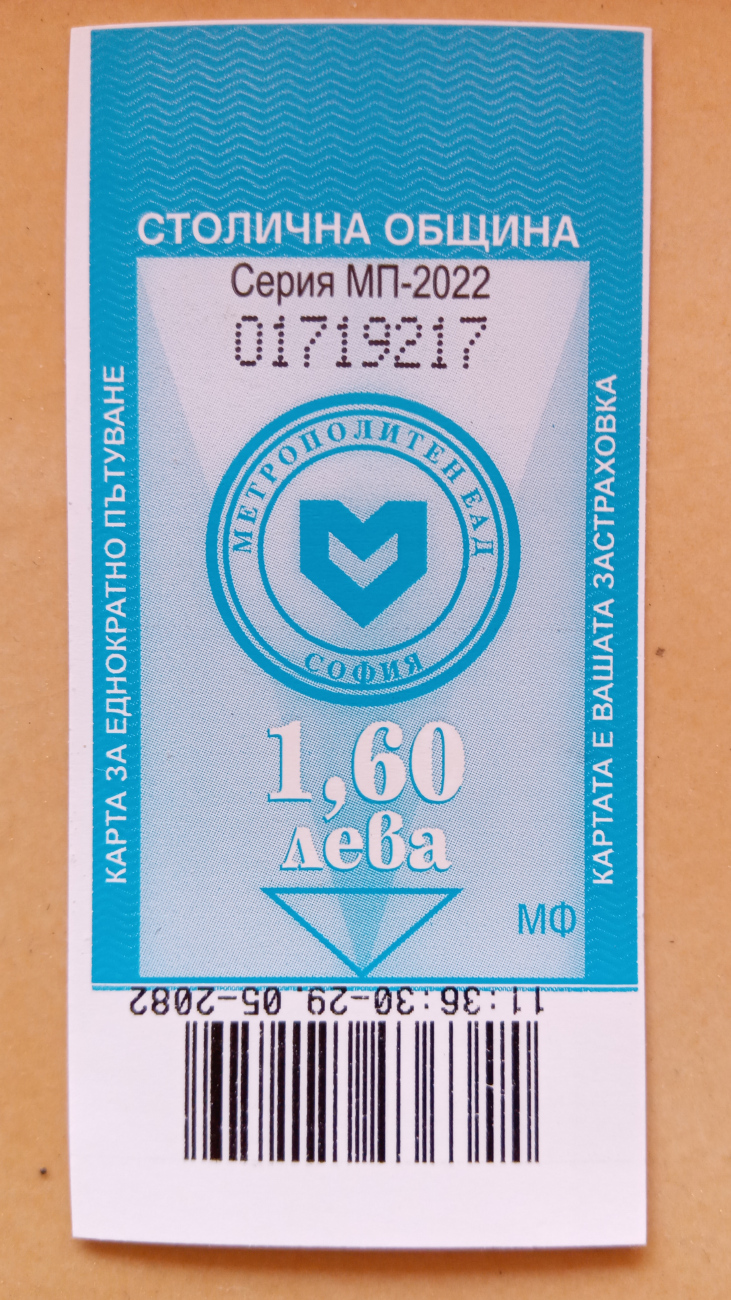 СТОЛИЧНА ОБЩИНА
Серия МП-2022
01719217
КАРТА ЗА ЕДНОКРАТНО ПЪТУВАНЕ
МЕТРОПОЛИТЕН ЕАД
СОФИЯ
КАРТАТА Е ВАШАТА ЗАСТРАХОВКА
1,60
лева
МФ
11:36:30-29.05-2082